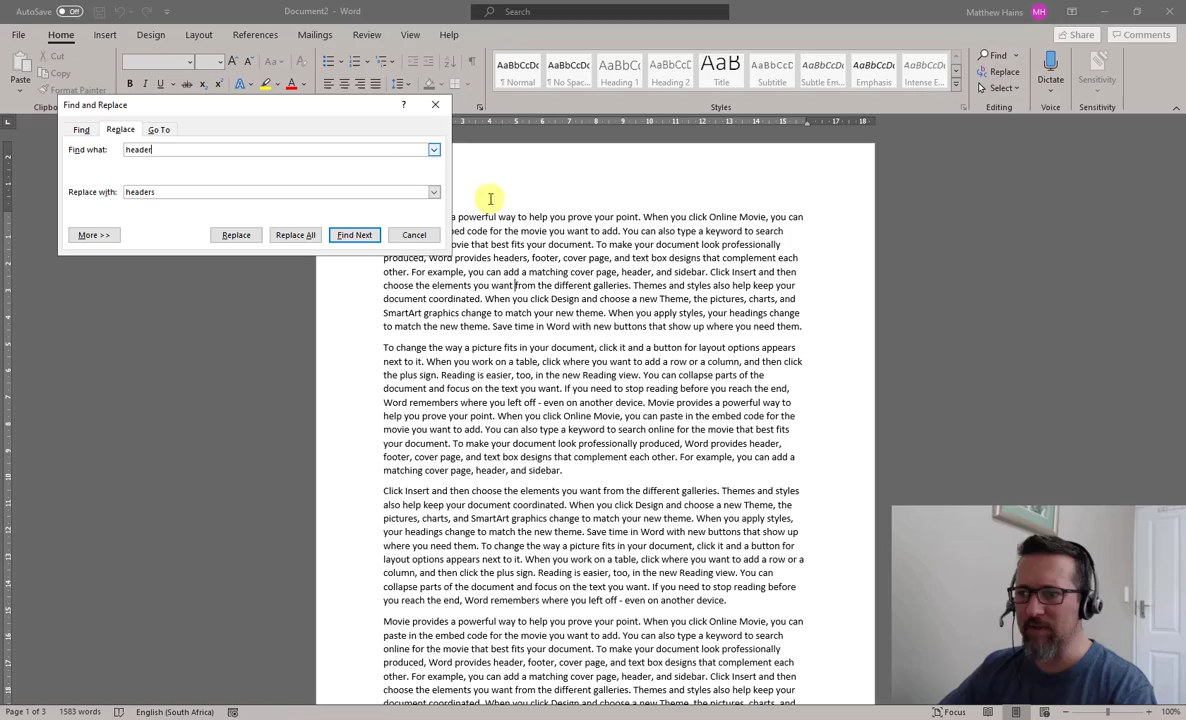 AutoSave Off
Document2 - Word
Search
Matthew Hains
MH
File Home Insert Design Layout References Mailings Review View Help
Share
Comments
Paste
Cut
Copy
Format Painter
AaBbCcDc AaBbCcDc AaBbCc AaBbCcD AaB AaBbCcD AaBbCcDc AaBbCcDc AaBbCcDc
¶ Normal ¶ No Spac... Heading 1 Heading 2 Title Subtitle Subtle Em... Emphasis Intense E...
Find
Replace
Select
Dictate
Sensitivity
Styles Editing Voice Sensitivity
Find and Replace
Find Replace Go To
Find what: header
Replace with: headers
More >> Replace Replace All Find Next Cancel
4 5 6 7 8 9 10 11 12 13 14 15 17 18
a powerful way to help you prove your point. When you click Online Movie, you can
bed code for the movie you want to add. You can also type a keyword to search
ovie that best fits your document. To make your document look professionally
produced, Word provides headers, footer, cover page, and text box designs that complement each
other. For example, you can add a matching cover page, header, and sidebar. Click Insert and then
choose the elements you want from the different galleries. Themes and styles also help keep your
document coordinated. When you click Design and choose a new Theme, the pictures, charts, and
SmartArt graphics change to match your new theme. When you apply styles, your headings change
to match the new theme. Save time in Word with new buttons that show up where you need them.
To change the way a picture fits in your document, click it and a button for layout options appears
next to it. When you work on a table, click where you want to add a row or a column, and then click
the plus sign. Reading is easier, too, in the new Reading view. You can collapse parts of the
document and focus on the text you want. If you need to stop reading before you reach the end,
Word remembers where you left off - even on another device. Movie provides a powerful way to
help you prove your point. When you click Online Movie, you can paste in the embed code for the
movie you want to add. You can also type a keyword to search online for the movie that best fits
your document. To make your document look professionally produced, Word provides header,
footer, cover page, and text box designs that complement each other. For example, you can add a
matching cover page, header, and sidebar.
Click Insert and then choose the elements you want from the different galleries. Themes and styles
also help keep your document coordinated. When you click Design and choose a new Theme, the
pictures, charts, and SmartArt graphics change to match your new theme. When you apply styles,
your headings change to match the new theme. Save time in Word with new buttons that show up
where you need them. To change the way a picture fits in your document, click it and a button for
layout options appears next to it. When you work on a table, click where you want to add a row or a
column, and then click the plus sign. Reading is easier, too, in the new Reading view. You can
collapse parts of the document and focus on the text you want. If you need to stop reading before
you reach the end, Word remembers where you left off - even on another device.
Movie provides a powerful way to help you prove your point. When you click Online Movie, you can
paste in the embed code for the movie you want to add. You can also type a keyword to search
online for the movie that best fits your document. To make your document look professionally
produced, Word provides header, footer, cover page, and text box designs that complement each
other. For example, you can add a matching cover page, header, and sidebar. Click Insert and then
choose the elements you want from the different galleries. Themes and styles also help keep your
document coordinated. When you click Design and choose a new Theme, the pictures, charts, and
Page 1 of 3 1583 words English (South Africa) Focus 100%